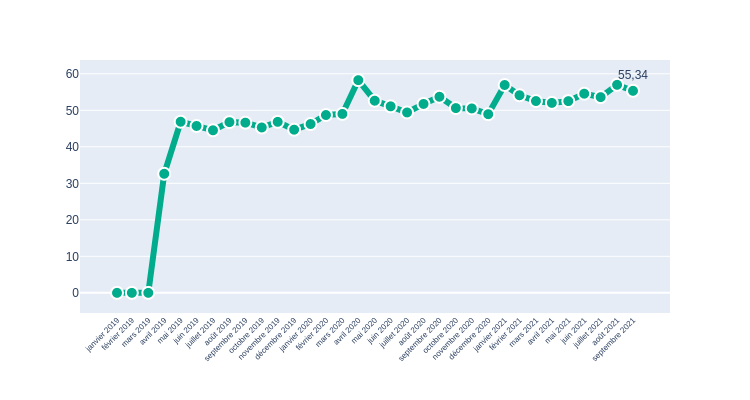 60
55,34
50
40
30
20
10
0
janvier 2019
février 2019
mars 2019
avril 2019
mai 2019
juin 2019
juillet 2019
août 2019
septembre 2019
octobre 2019
novembre 2019
décembre 2019
janvier 2020
février 2020
mars 2020
avril 2020
mai 2020
juin 2020
juillet 2020
août 2020
septembre 2020
octobre 2020
novembre 2020
décembre 2020
janvier 2021
février 2021
mars 2021
avril 2021
mai 2021
juin 2021
juillet 2021
août 2021
septembre 2021